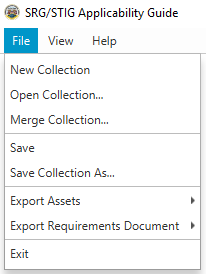 SRG/STIG Applicability Guide
File View Help
New Collection
Open Collection...
Merge Collection...
Save
Save Collection As...
Export Assets
Export Requirements Document
Exit